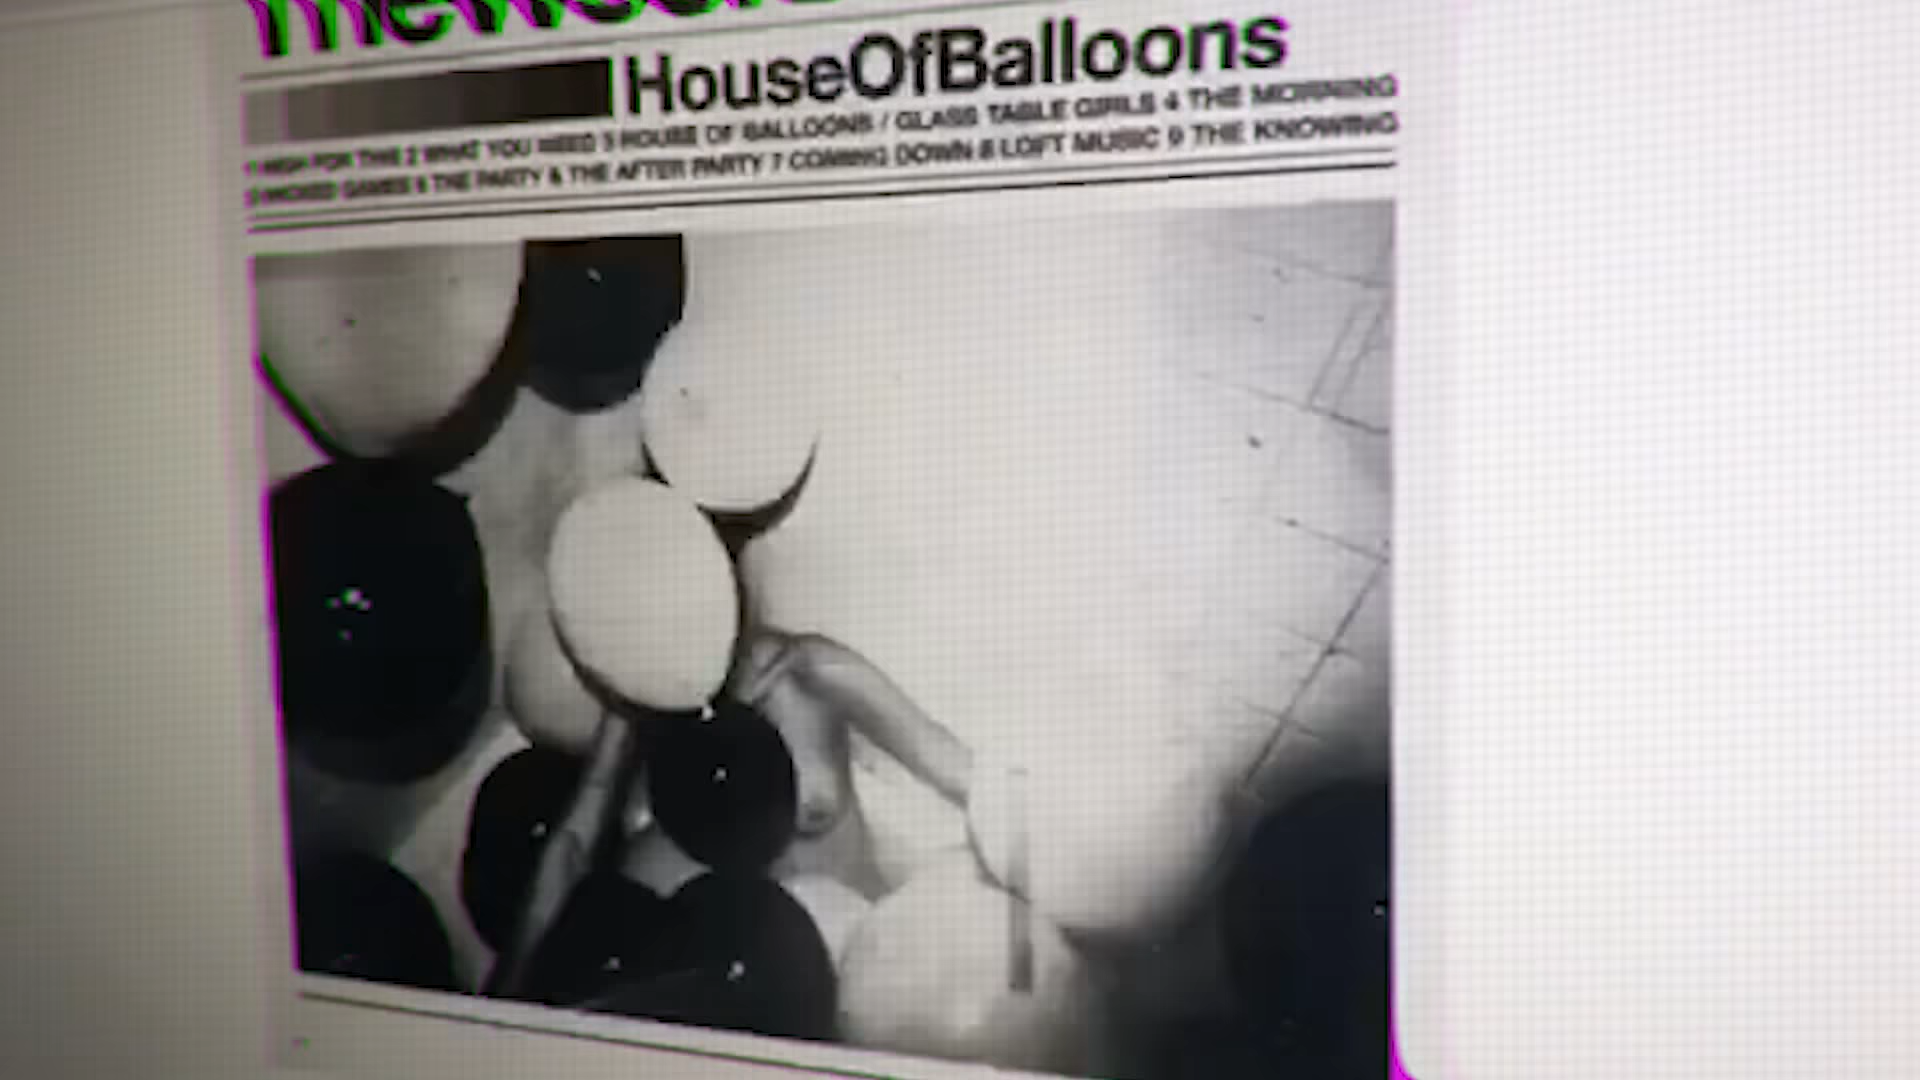 theWeek
HouseOfBalloons
1 HIGH FOR THIS 2 WHAT YOU NEED 3 HOUSE OF BALLOONS / GLASS TABLE GIRLS 4 THE MORNING
5 WICKED GAMES 6 THE PARTY & THE AFTER PARTY 7 COMING DOWN 8 LOFT MUSIC 9 THE KNOWING